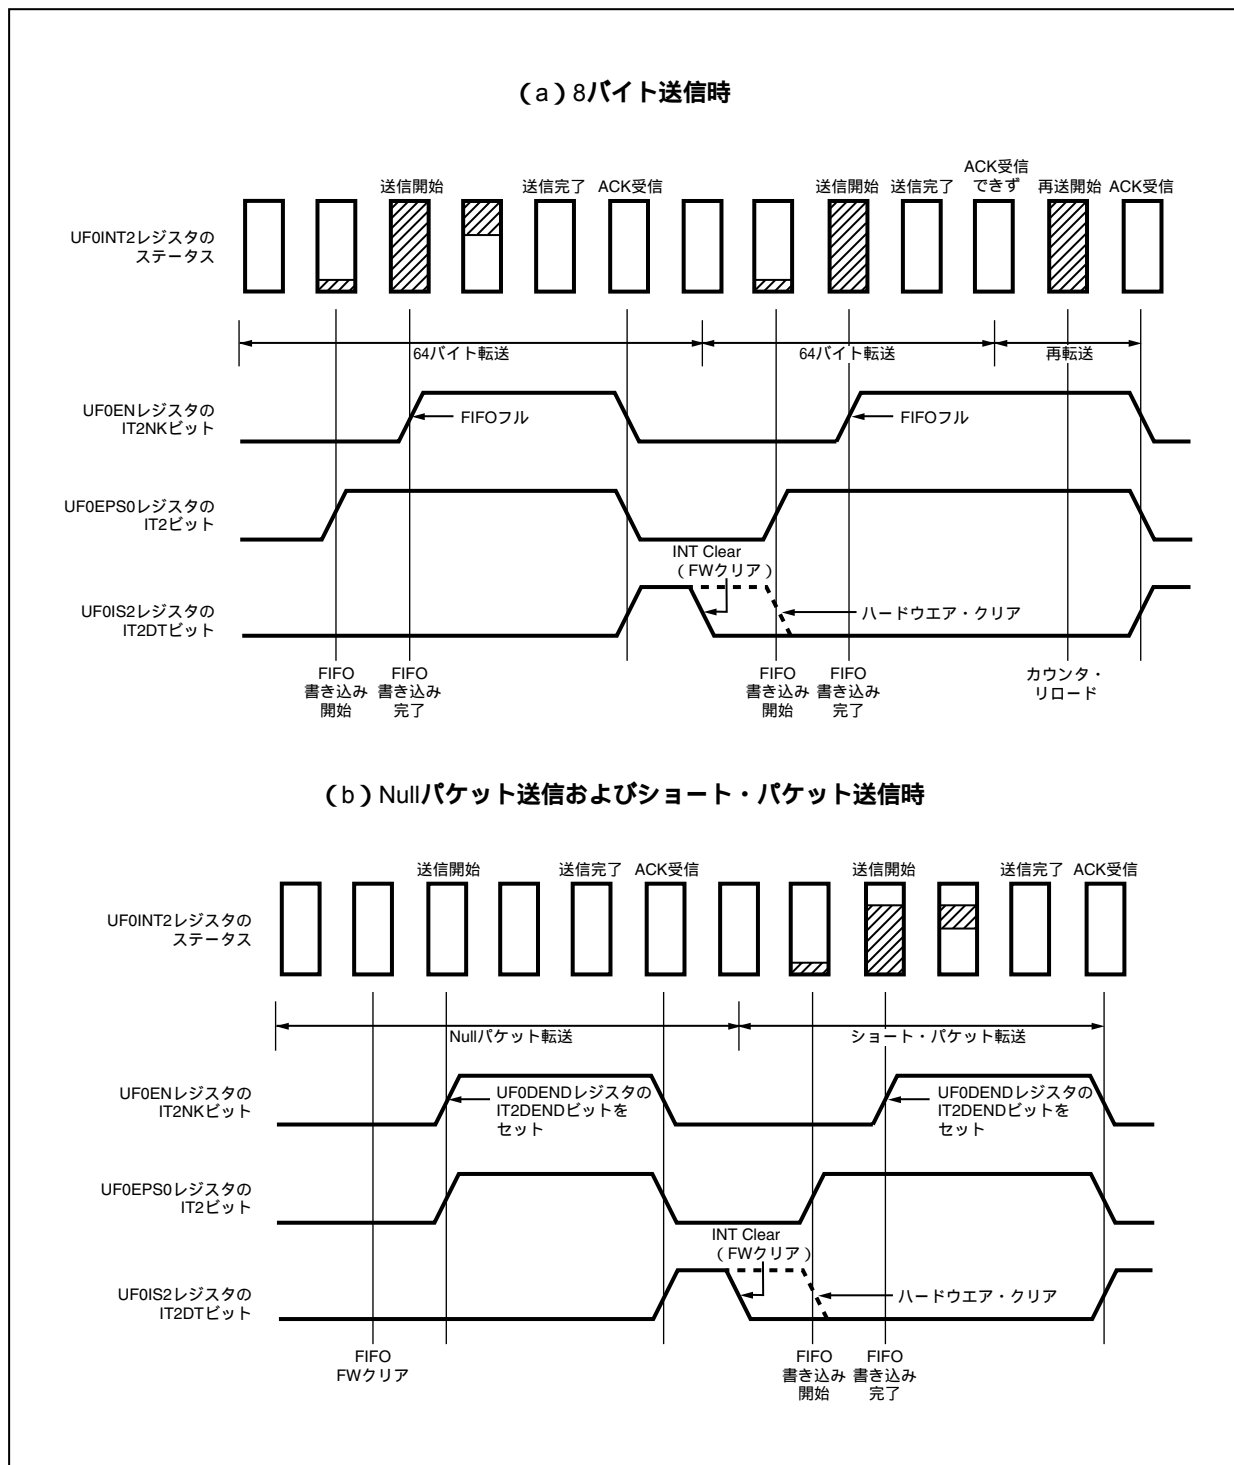 (a)8バイト送信時
送信開始 送信完了 ACK受信 送信開始 送信完了 ACK受信 できず 再送開始 ACK受信
UF0INT2レジスタの
ステータス
64バイト転送 64バイト転送 再転送
UF0ENレジスタの
IT2NKビット
FIFOフル FIFOフル
UF0EPS0レジスタの
IT2ビット
INT Clear
(FWクリア)
UF0IS2レジスタの
IT2DTビット
ハードウエア・クリア
FIFO FIFO FIFO FIFO カウンタ・
書き込み 書き込み 書き込み 書き込み リロード
開始 完了 開始 完了
(b)Nullパケット送信およびショート・パケット送信時
送信開始 送信完了 ACK受信 送信開始 送信完了 ACK受信
UF0INT2レジスタの
ステータス
Nullパケット転送 ショート・パケット転送
UF0ENレジスタの
IT2NKビット
UF0DENDレジスタの UF0DENDレジスタの
IT2DENDビットを IT2DENDビットを
セット セット
UF0EPS0レジスタの
IT2ビット
INT Clear
(FWクリア)
UF0IS2レジスタの
IT2DTビット
ハードウエア・クリア
FIFO FIFO FIFO
FWクリア 書き込み 書き込み
開始 完了